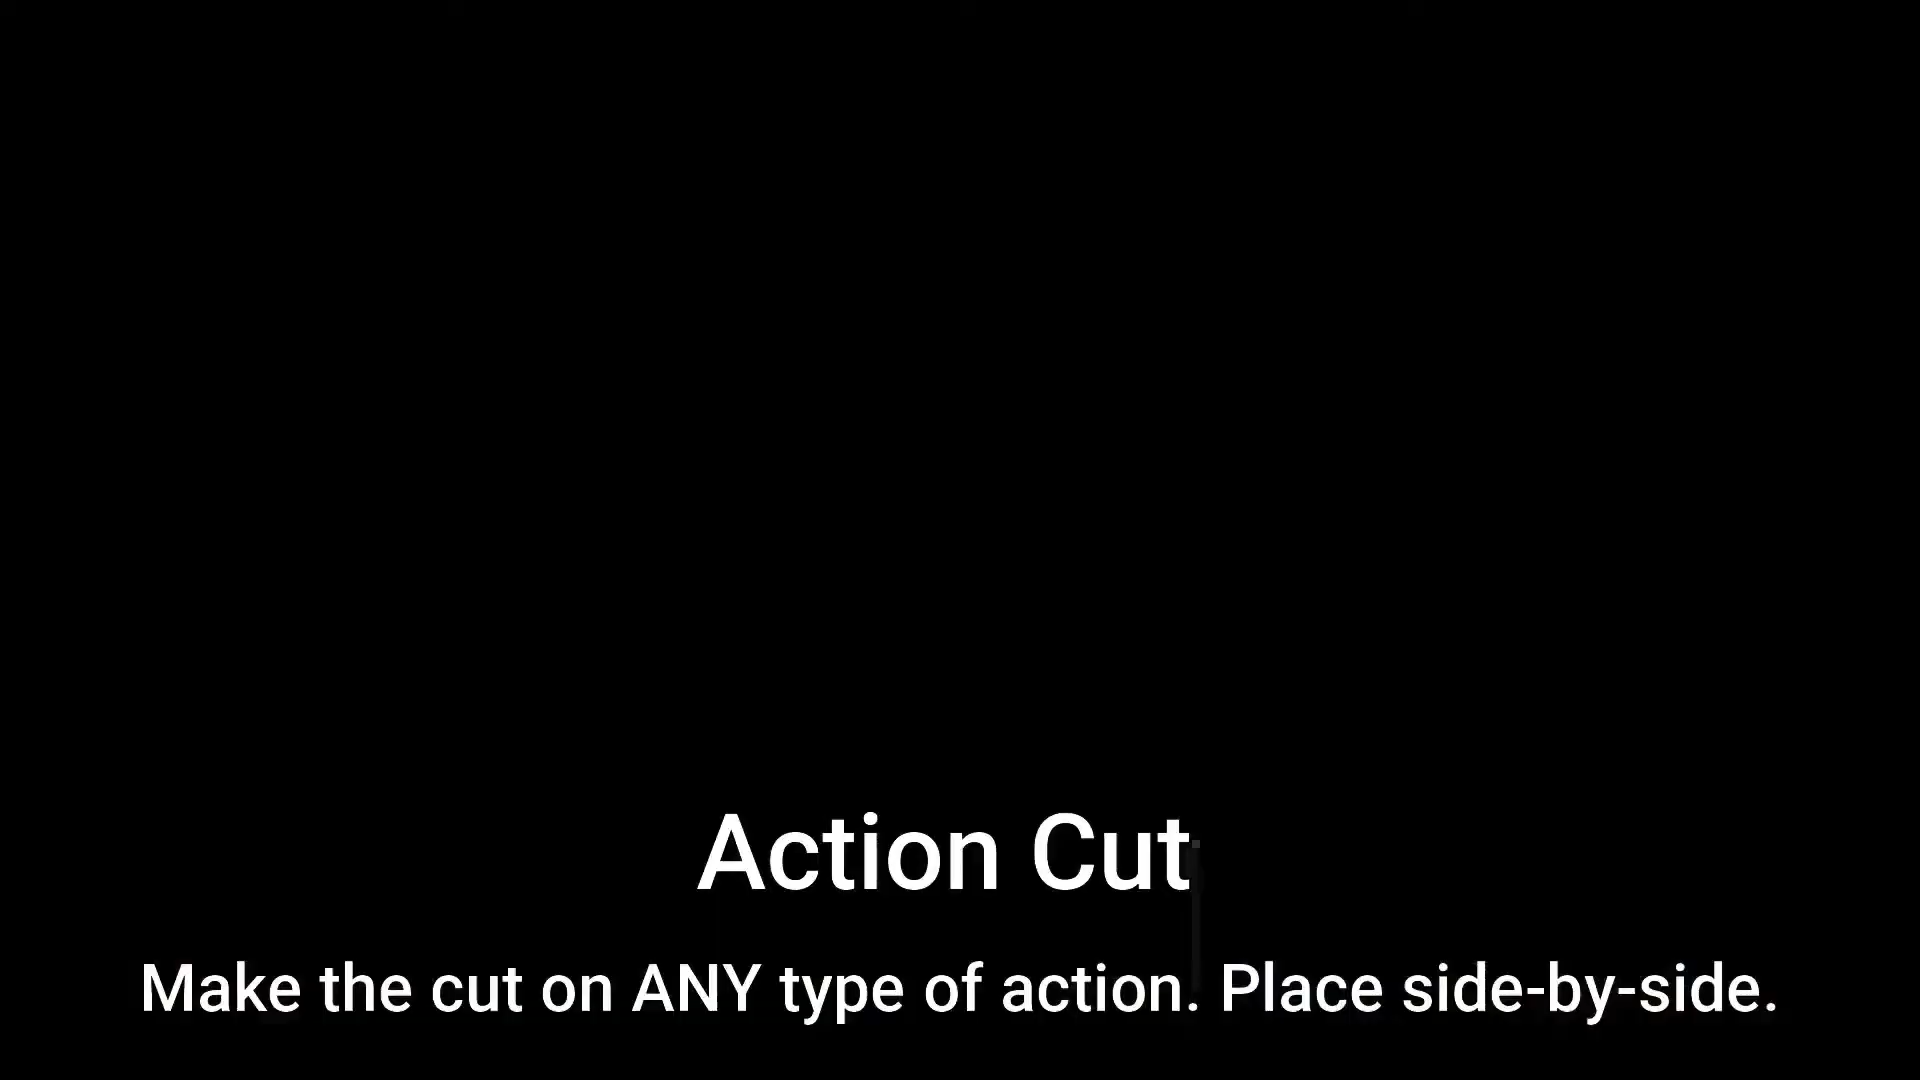 Action Cut
Make the cut on ANY type of action. Place side-by-side.